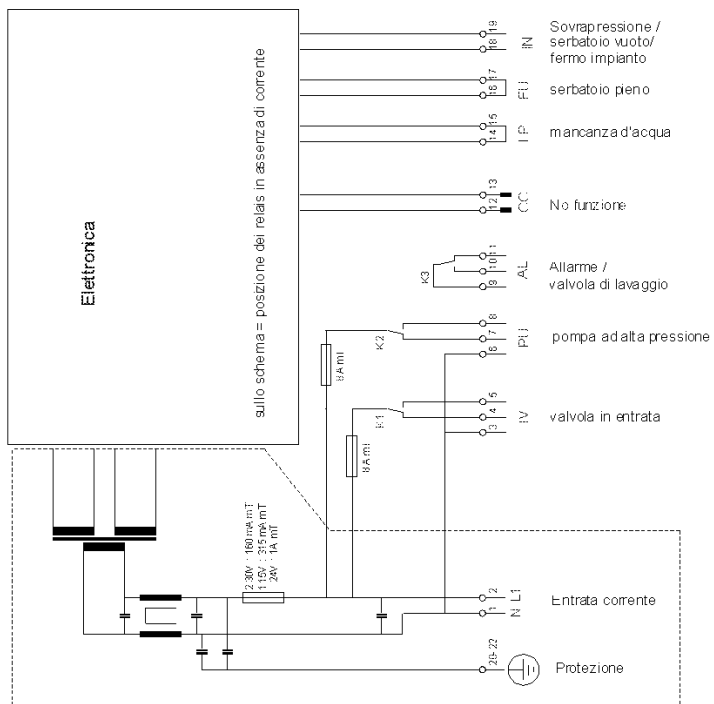 19
18
IN
Sovrapressione /
serbatoio vuoto/
fermo impianto
17
16
FU
serbatoio pieno
15
14
LP
mancanza d'acqua
13
12
CC
No funzione
11
10
9
K3
AL
Allarme /
valvola di lavaggio
8
7
6
K2
PU
pompa ad alta pressione
8A mT
5
4
3
K1
IV
valvola in entrata
8A mT
Elettronica
sullo schema = posizione dei relais in assenza di corrente
230V : 160 mA mT
115V : 315 mA mT
24V : 1A mT
2
L1
1
N
Entrata corrente
20-22
Protezione